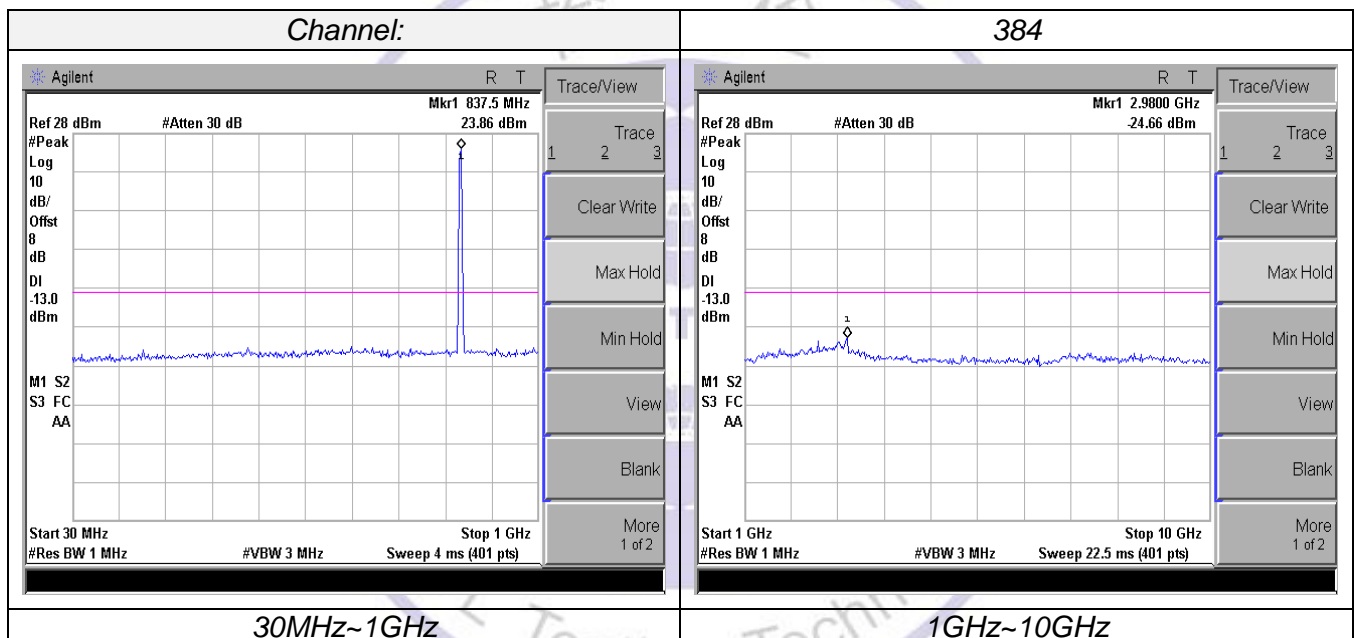 Channel:
384
Agilent
R T
Mkr1 837.5 MHz
Ref 28 dBm #Atten 30 dB 23.86 dBm
#Peak
Log
10
dB/
Offst
8
dB
DI
-13.0
dBm
M1 S2
S3 FC
AA
1
Start 30 MHz Stop 1 GHz
#Res BW 1 MHz #VBW 3 MHz Sweep 4 ms (401 pts)
Trace/View
Trace
1 2 3
Clear Write
Max Hold
Min Hold
View
Blank
More
1 of 2
Agilent
R T
Mkr1 2.9800 GHz
Ref 28 dBm #Atten 30 dB -24.66 dBm
#Peak
Log
10
dB/
Offst
8
dB
DI
-13.0
dBm
M1 S2
S3 FC
AA
1
Start 1 GHz Stop 10 GHz
#Res BW 1 MHz #VBW 3 MHz Sweep 22.5 ms (401 pts)
Trace/View
Trace
1 2 3
Clear Write
Max Hold
Min Hold
View
Blank
More
1 of 2
30MHz~1GHz
1GHz~10GHz